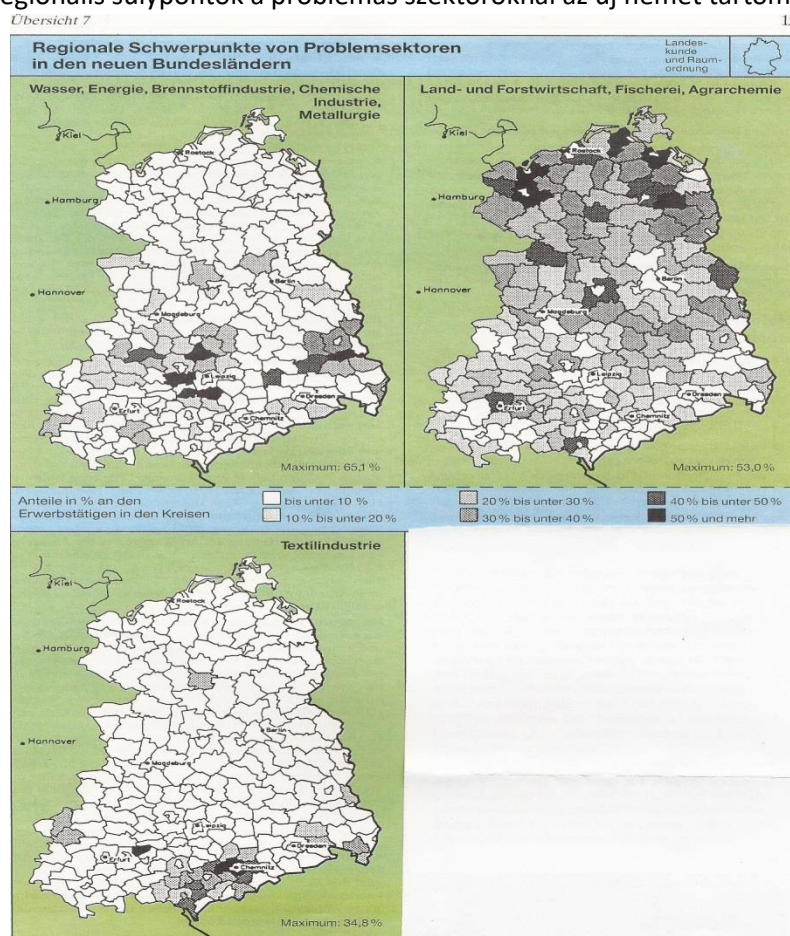 regionális súlypontok a problémás szektoroknál az új német tartom
Übersicht 7
Regionale Schwerpunkte von Problemsektoren
in den neuen Bundesländern
Landes-
kunde
und Raum-
ordnung
Wasser, Energie, Brennstoffindustrie, Chemische
Industrie,
Metallurgie
Kiel
Rostock
Hamburg
Berlin
Hannover
Magdeburg
Leipzig
Erfurt
Dresden
Chemnitz
Maximum: 65,1 %
Land- und Forstwirtschaft, Fischerei, Agrarchemie
Kiel
Rostock
Hamburg
Berlin
Hannover
Magdeburg
Leipzig
Erfurt
Dresden
Chemnitz
Maximum: 53,0 %
Anteile in % an den
Erwerbstätigen in den Kreisen
bis unter 10 %
10 % bis unter 20 %
20 % bis unter 30 %
30 % bis unter 40 %
40 % bis unter 50 %
50 % und mehr
Textilindustrie
Kiel
Rostock
Hamburg
Berlin
Hannover
Magdeburg
Leipzig
Erfurt
Dresden
Chemnitz
Maximum: 34,8 %